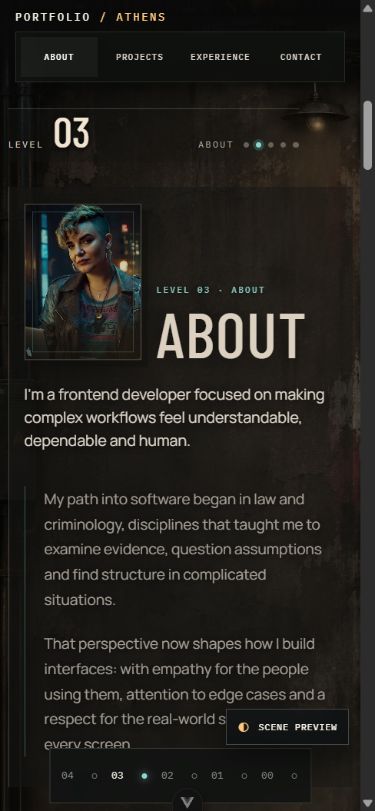 PORTFOLIO / ATHENS
ABOUT PROJECTS EXPERIENCE CONTACT
LEVEL 03 ABOUT
LEVEL 03 · ABOUT
ABOUT
I'm a frontend developer focused on making
complex workflows feel understandable,
dependable and human.
My path into software began in law and
criminology, disciplines that taught me to
examine evidence, question assumptions
and find structure in complicated
situations.
That perspective now shapes how I build
interfaces: with empathy for the people
using them, attention to edge cases and a
respect for the real-world s
SCENE PREVIEW
every screen
04 03 02 01 00